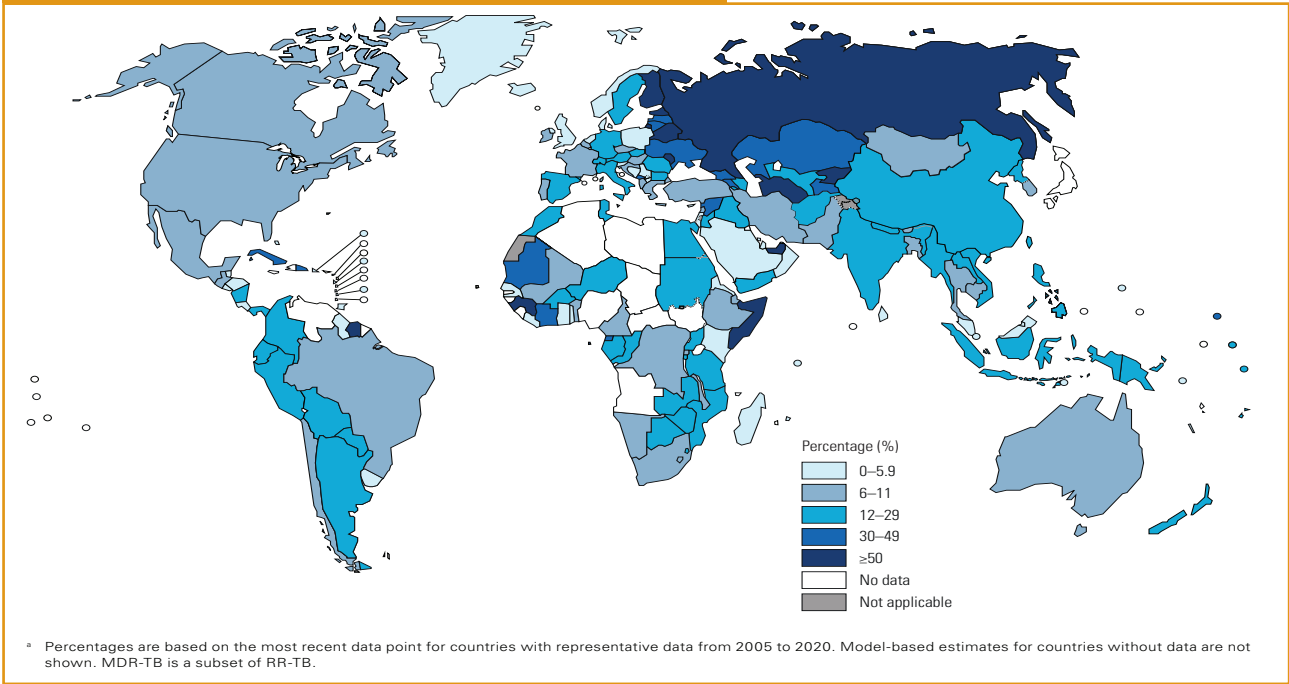 Percentage (%)
0–5.9
6–11
12–29
30–49
≥50
No data
Not applicable
a Percentages are based on the most recent data point for countries with representative data from 2005 to 2020. Model-based estimates for countries without data are not
shown. MDR-TB is a subset of RR-TB.